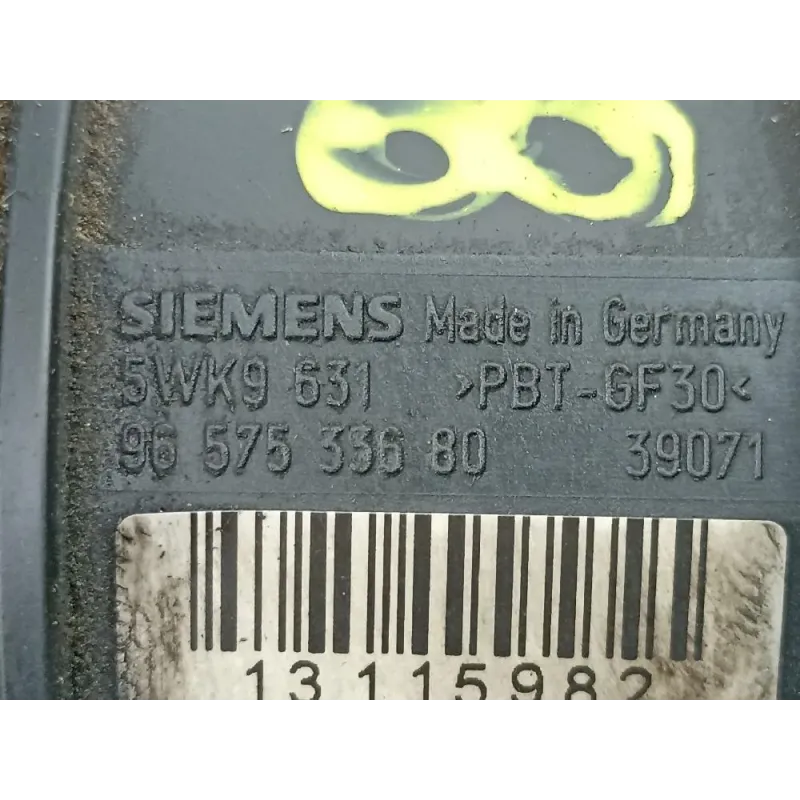 SIEMENS Made in Germany
5WK9 631 >PBT-GF30<
96 575 336 80 39071
13115982